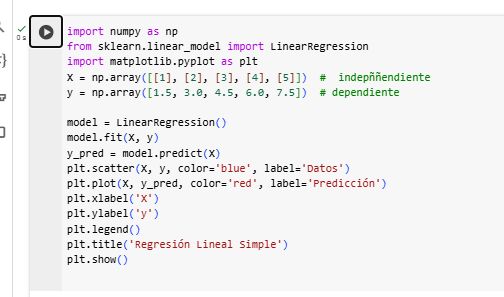 import numpy as np
from sklearn.linear_model import LinearRegression
import matplotlib.pyplot as plt
X = np.array([[1], [2], [3], [4], [5]])  #  indepññendiente
y = np.array([1.5, 3.0, 4.5, 6.0, 7.5])  # dependiente

model = LinearRegression()
model.fit(X, y)
y_pred = model.predict(X)
plt.scatter(X, y, color='blue', label='Datos')
plt.plot(X, y_pred, color='red', label='Predicción')
plt.xlabel('X')
plt.ylabel('y')
plt.legend()
plt.title('Regresión Lineal Simple')
plt.show()
0 s